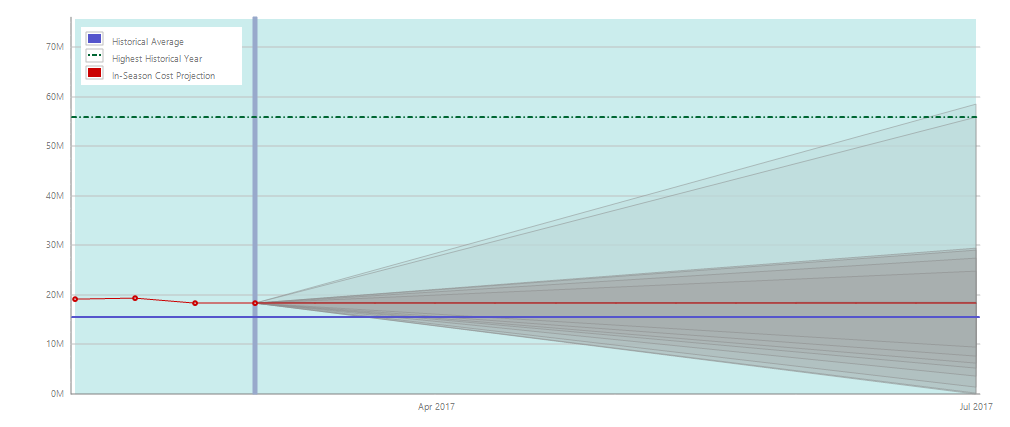 Historical Average
Highest Historical Year
In-Season Cost Projection
70M
60M
50M
40M
30M
20M
10M
0M
Apr 2017
Jul 2017